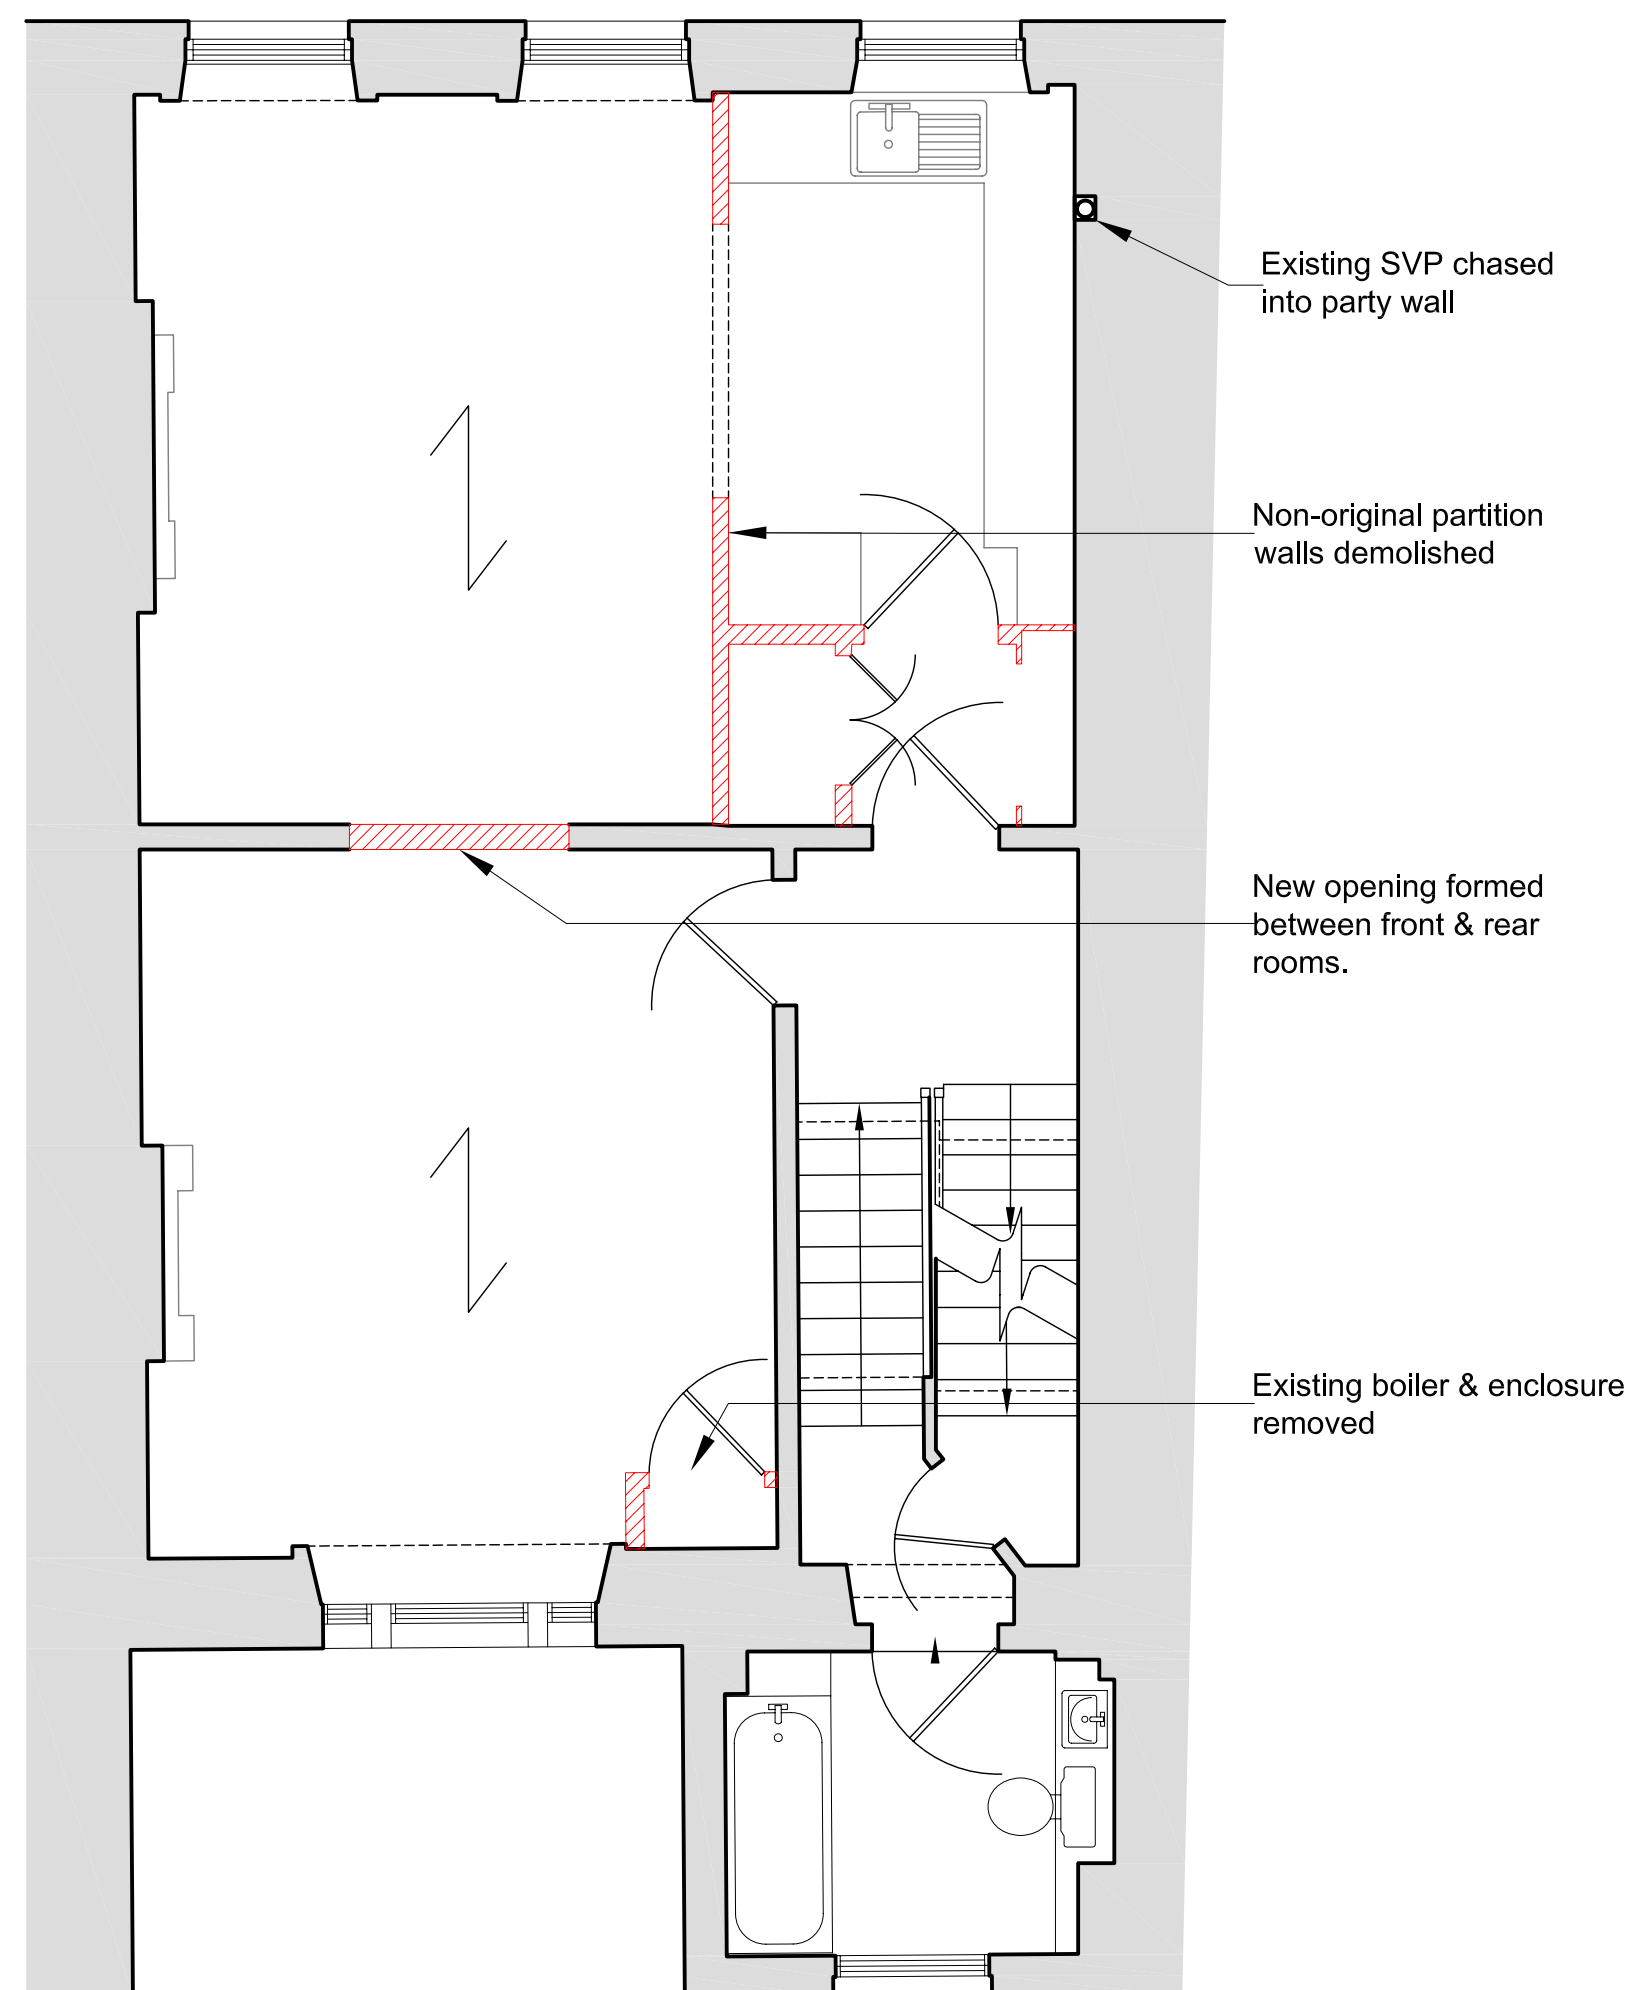 Existing SVP chased
into party wall
Non-original partition
walls demolished
New opening formed
between front & rear
rooms.
Existing boiler & enclosure
removed